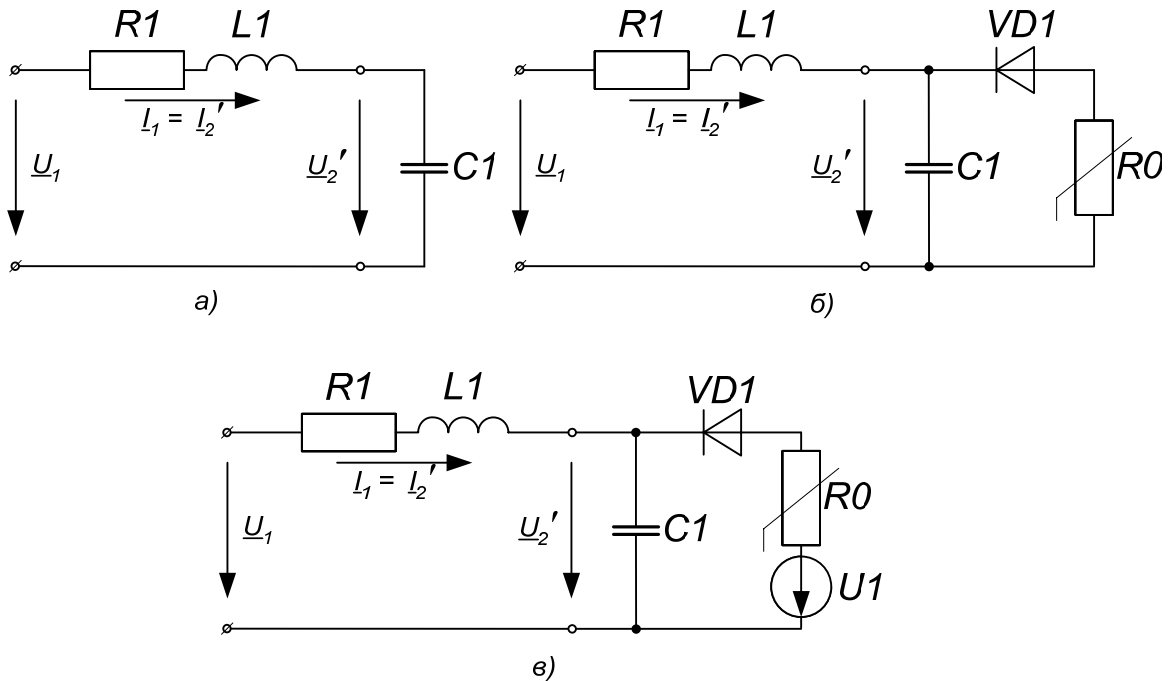 R1 L1
U1 I1 = I2′ U2′ C1
а)
R1 L1 VD1
U1 I1 = I2′ U2′ C1 R0
б)
R1 L1 VD1
U1 I1 = I2′ U2′ C1 R0
U1
в)